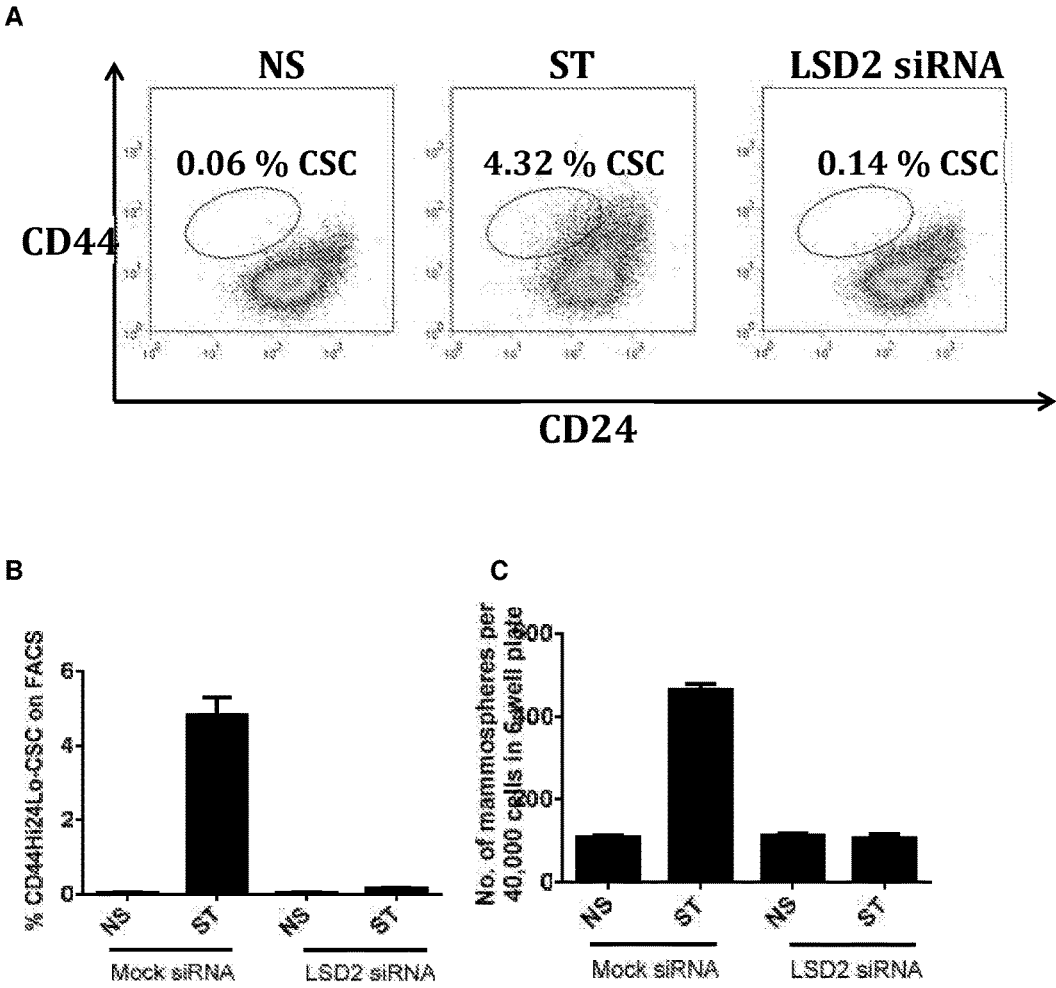 A
NS
ST
LSD2 siRNA
0.06 % CSC
4.32 % CSC
0.14 % CSC
CD44
CD24
B
% CD44Hi24Lo-CSC on FACS
6
4
2
0
NS
ST
NS
ST
Mock siRNA
LSD2 siRNA
C
No. of mammospheres per
40,000 cells in 6 well plate
0
NS
ST
NS
ST
Mock siRNA
LSD2 siRNA